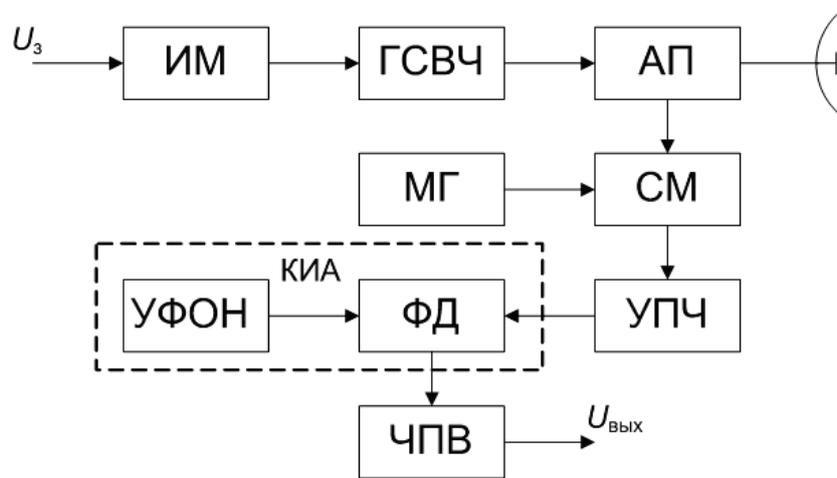 Uз
ИМ
ГСВЧ
АП
МГ
СМ
КИА
УФОН
ФД
УПЧ
ЧПВ
Uвых